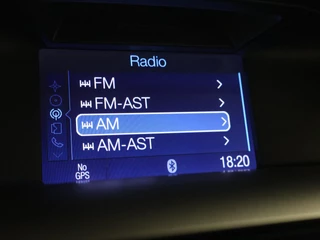 Radio
FM
FM-AST
AM
AM-AST
No
GPS
18:20